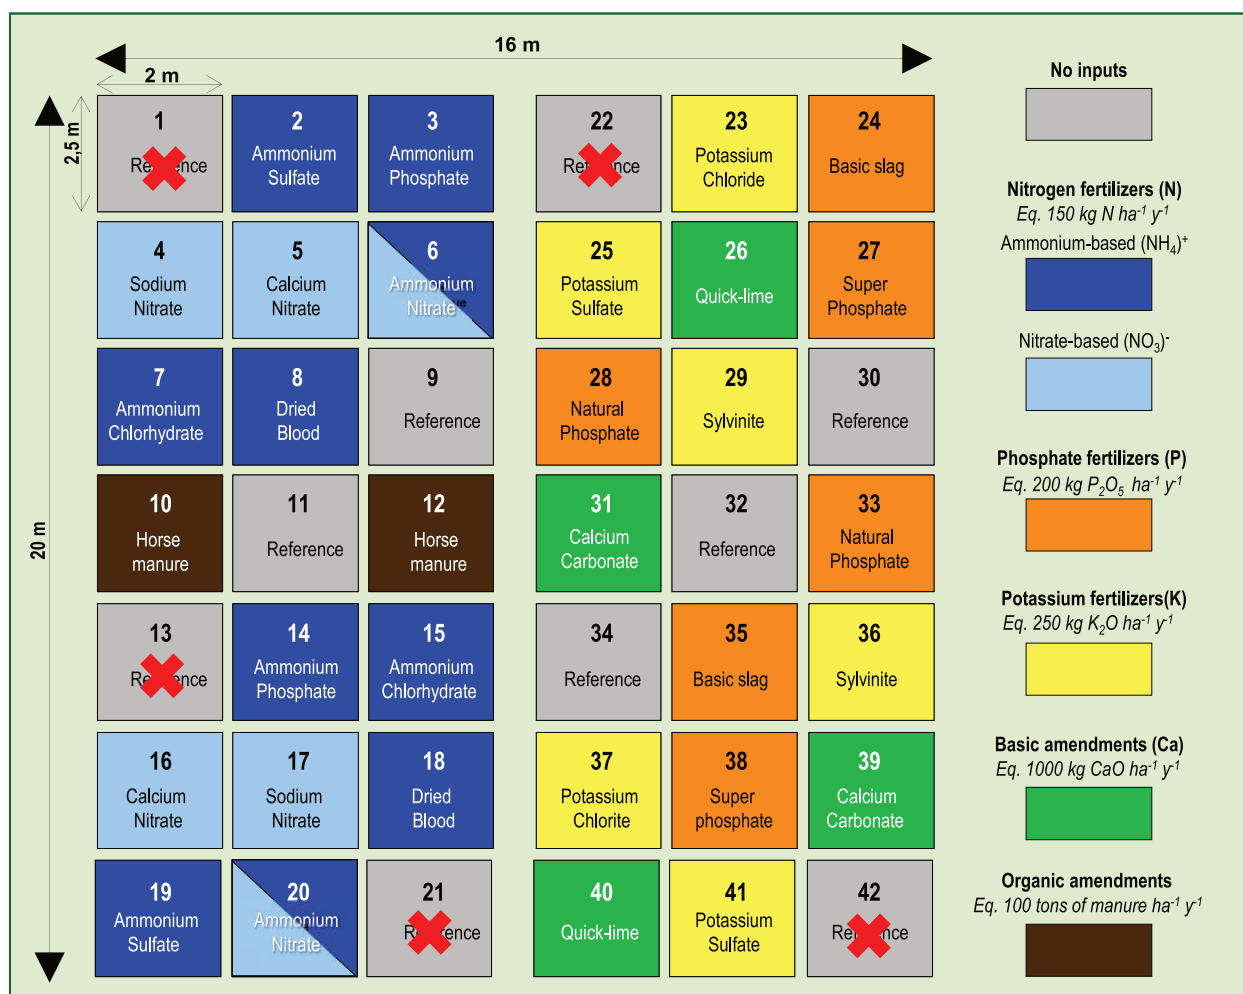 16 m
2 m
2,5 m
20 m
1
Reference
2
Ammonium
Sulfate
3
Ammonium
Phosphate
22
Reference
23
Potassium
Chloride
24
Basic slag
4
Sodium
Nitrate
5
Calcium
Nitrate
6
Ammonium
Nitrate
25
Potassium
Sulfate
26
Quick-lime
27
Super
Phosphate
7
Ammonium
Chlorhydrate
8
Dried
Blood
9
Reference
28
Natural
Phosphate
29
Sylvinite
30
Reference
10
Horse
manure
11
Reference
12
Horse
manure
31
Calcium
Carbonate
32
Reference
33
Natural
Phosphate
13
Reference
14
Ammonium
Phosphate
15
Ammonium
Chlorhydrate
34
Reference
35
Basic slag
36
Sylvinite
16
Calcium
Nitrate
17
Sodium
Nitrate
18
Dried
Blood
37
Potassium
Chlorite
38
Super
phosphate
39
Calcium
Carbonate
19
Ammonium
Sulfate
20
Ammonium
Nitrate
21
Reference
40
Quick-lime
41
Potassium
Sulfate
42
Reference
No inputs
Nitrogen fertilizers (N)
Eq. 150 kg N ha⁻¹ y⁻¹
Ammonium-based (NH₄)⁺
Nitrate-based (NO₃)⁻
Phosphate fertilizers (P)
Eq. 200 kg P₂O₅ ha⁻¹ y⁻¹
Potassium fertilizers(K)
Eq. 250 kg K₂O ha⁻¹ y⁻¹
Basic amendments (Ca)
Eq. 1000 kg CaO ha⁻¹ y⁻¹
Organic amendments
Eq. 100 tons of manure ha⁻¹ y⁻¹